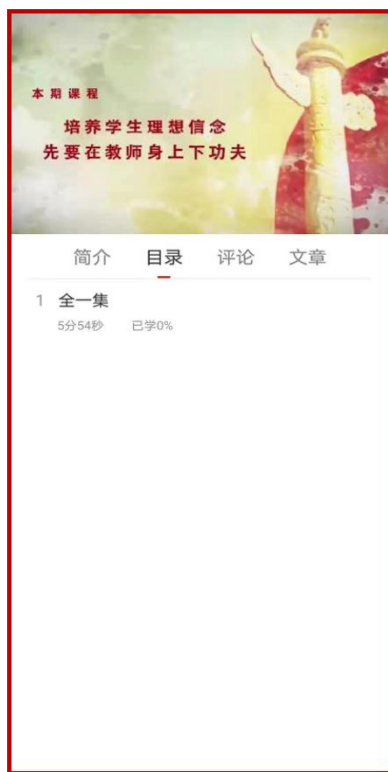 本期课程
培养学生理想信念
先要在教师身上下功夫
简介 目录 评论 文章
1 全一集
5分54秒 已学0%